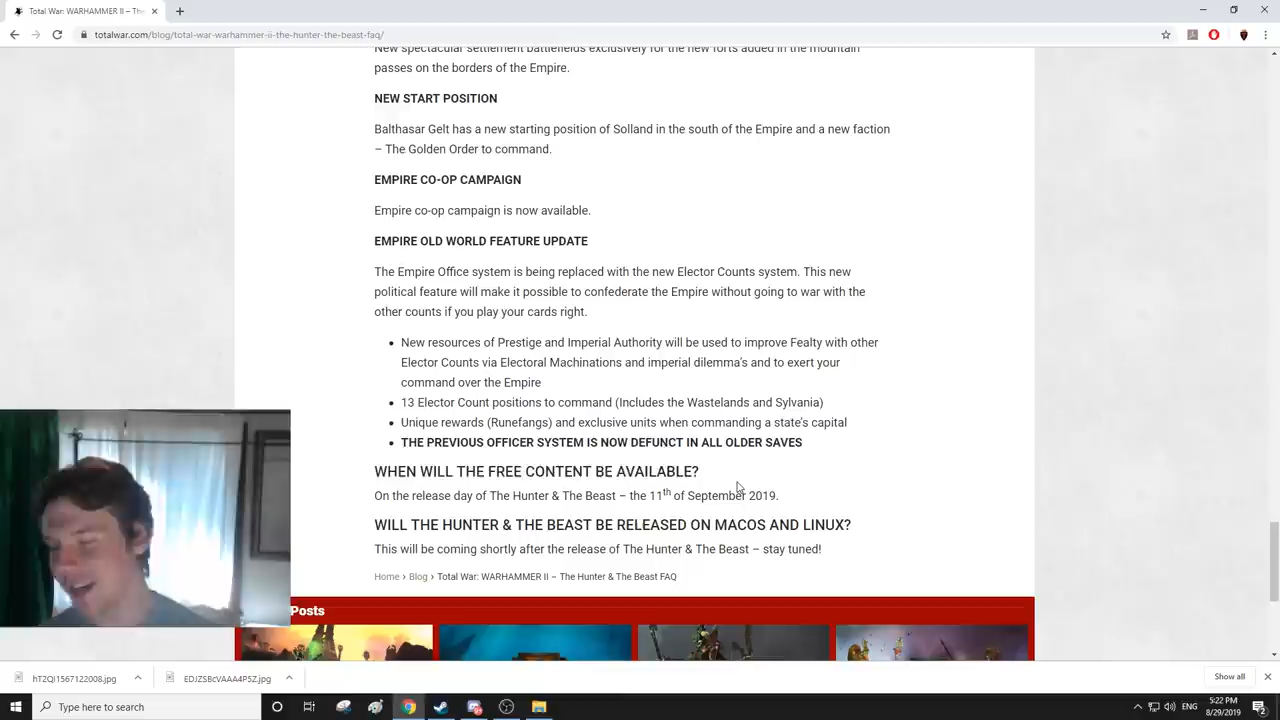 Total War: WARHAMMER II – The
totalwar.com/blog/total-war-warhammer-ii-the-hunter-the-beast-faq/
New spectacular settlement battlefields exclusively for the new forts added in the mountain
passes on the borders of the Empire.
NEW START POSITION
Balthasar Gelt has a new starting position of Solland in the south of the Empire and a new faction
– The Golden Order to command.
EMPIRE CO-OP CAMPAIGN
Empire co-op campaign is now available.
EMPIRE OLD WORLD FEATURE UPDATE
The Empire Office system is being replaced with the new Elector Counts system. This new
political feature will make it possible to confederate the Empire without going to war with the
other counts if you play your cards right.
• New resources of Prestige and Imperial Authority will be used to improve Fealty with other
Elector Counts via Electoral Machinations and imperial dilemma's and to exert your
command over the Empire
• 13 Elector Count positions to command (Includes the Wastelands and Sylvania)
• Unique rewards (Runefangs) and exclusive units when commanding a state's capital
• THE PREVIOUS OFFICER SYSTEM IS NOW DEFUNCT IN ALL OLDER SAVES
WHEN WILL THE FREE CONTENT BE AVAILABLE?
On the release day of The Hunter & The Beast – the 11th of September 2019.
WILL THE HUNTER & THE BEAST BE RELEASED ON MACOS AND LINUX?
This will be coming shortly after the release of The Hunter & The Beast – stay tuned!
Home › Blog › Total War: WARHAMMER II – The Hunter & The Beast FAQ
Posts
hT2QI1567122008.jpg
EDJZSBcVAAA4P5Z.jpg
Show all
Type here to search
ENG
5:22 PM
8/29/2019
2